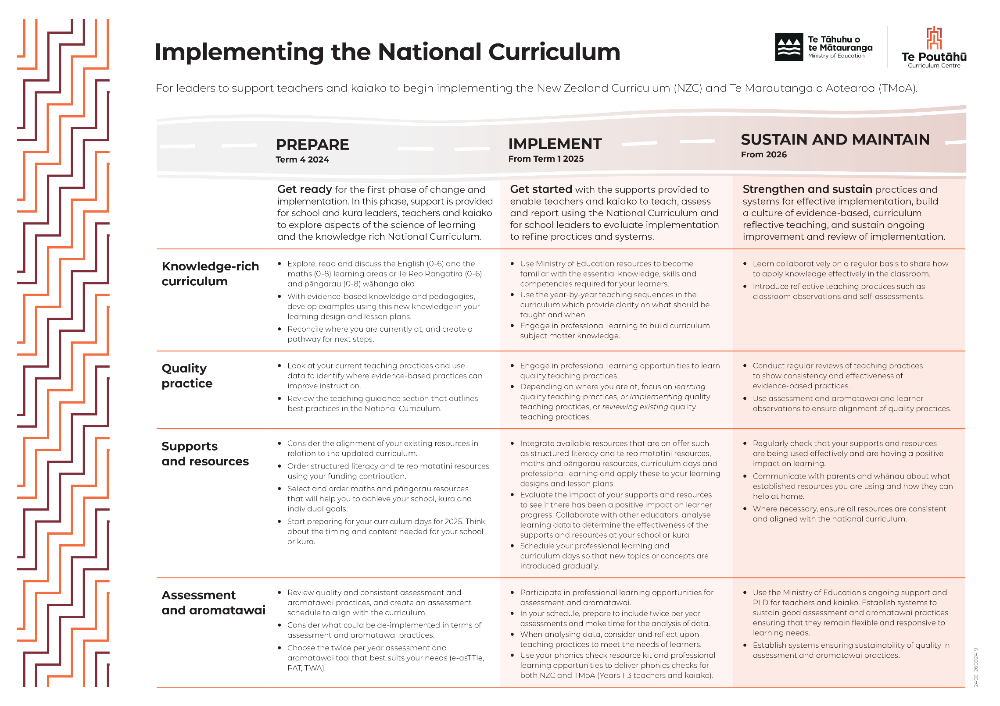 Implementing the National Curriculum
Te Tāhuhu o
te Mātauranga
Ministry of Education
Te Poutāhū
Curriculum Centre
For leaders to support teachers and kaiako to begin implementing the New Zealand Curriculum (NZC) and Te Marautanga o Aotearoa (TMoA).
PREPARE
Term 4 2024
IMPLEMENT
From Term 1 2025
SUSTAIN AND MAINTAIN
From 2026
Get ready for the first phase of change and
implementation. In this phase, support is provided
for school and kura leaders, teachers and kaiako
to explore aspects of the science of learning
and the knowledge rich National Curriculum.
Get started with the supports provided to
enable teachers and kaiako to teach, assess
and report using the National Curriculum and
for school leaders to evaluate implementation
to refine practices and systems.
Strengthen and sustain practices and
systems for effective implementation, build
a culture of evidence-based, curriculum
reflective teaching, and sustain ongoing
improvement and review of implementation.
Knowledge-rich
curriculum
• Explore, read and discuss the English (0-6) and the
maths (0-8) learning areas or Te Reo Rangatira (0-6)
and pāngarau (0-8) wāhanga ako.
• With evidence-based knowledge and pedagogies,
develop examples using this new knowledge in your
learning design and lesson plans.
• Reconcile where you are currently at, and create a
pathway for next steps.
• Use Ministry of Education resources to become
familiar with the essential knowledge, skills and
competencies required for your learners.
• Use the year-by-year teaching sequences in the
curriculum which provide clarity on what should be
taught and when.
• Engage in professional learning to build curriculum
subject matter knowledge.
• Learn collaboratively on a regular basis to share how
to apply knowledge effectively in the classroom.
• Introduce reflective teaching practices such as
classroom observations and self-assessments.
Quality
practice
• Look at your current teaching practices and use
data to identify where evidence-based practices can
improve instruction.
• Review the teaching guidance section that outlines
best practices in the National Curriculum.
• Engage in professional learning opportunities to learn
quality teaching practices.
• Depending on where you are at, focus on learning
quality teaching practices, or implementing quality
teaching practices, or reviewing existing quality
teaching practices.
• Conduct regular reviews of teaching practices
to show consistency and effectiveness of
evidence-based practices.
• Use assessment and aromatawai and learner
observations to ensure alignment of quality practices.
Supports
and resources
• Consider the alignment of your existing resources in
relation to the updated curriculum.
• Order structured literacy and te reo matatini resources
using your funding contribution.
• Select and order maths and pāngarau resources
that will help you to achieve your school, kura and
individual goals.
• Start preparing for your curriculum days for 2025. Think
about the timing and content needed for your school
or kura.
• Integrate available resources that are on offer such
as structured literacy and te reo matatini resources,
maths and pāngarau resources, curriculum days and
professional learning and apply these to your learning
designs and lesson plans.
• Evaluate the impact of your supports and resources
to see if there has been a positive impact on learner
progress. Collaborate with other educators, analyse
learning data to determine the effectiveness of the
supports and resources at your school or kura.
• Schedule your professional learning and
curriculum days so that new topics or concepts are
introduced gradually.
• Regularly check that your supports and resources
are being used effectively and are having a positive
impact on learning.
• Communicate with parents and whānau about what
established resources you are using and how they can
help at home.
• Where necessary, ensure all resources are consistent
and aligned with the national curriculum.
Assessment
and aromatawai
• Review quality and consistent assessment and
aromatawai practices, and create an assessment
schedule to align with the curriculum.
• Consider what could be de-implemented in terms of
assessment and aromatawai practices.
• Choose the twice per year assessment and
aromatawai tool that best suits your needs (e-asTTle,
PAT, TWA).
• Participate in professional learning opportunities for
assessment and aromatawai.
• In your schedule, prepare to include twice per year
assessments and make time for the analysis of data.
• When analysing data, consider and reflect upon
teaching practices to meet the needs of learners.
• Use your phonics check resource kit and professional
learning opportunities to deliver phonics checks for
both NZC and TMoA (Years 1-3 teachers and kaiako).
• Use the Ministry of Education's ongoing support and
PLD for teachers and kaiako. Establish systems to
sustain good assessment and aromatawai practices
ensuring that they remain flexible and responsive to
learning needs.
• Establish systems ensuring sustainability of quality in
assessment and aromatawai practices.
2402 260924-9